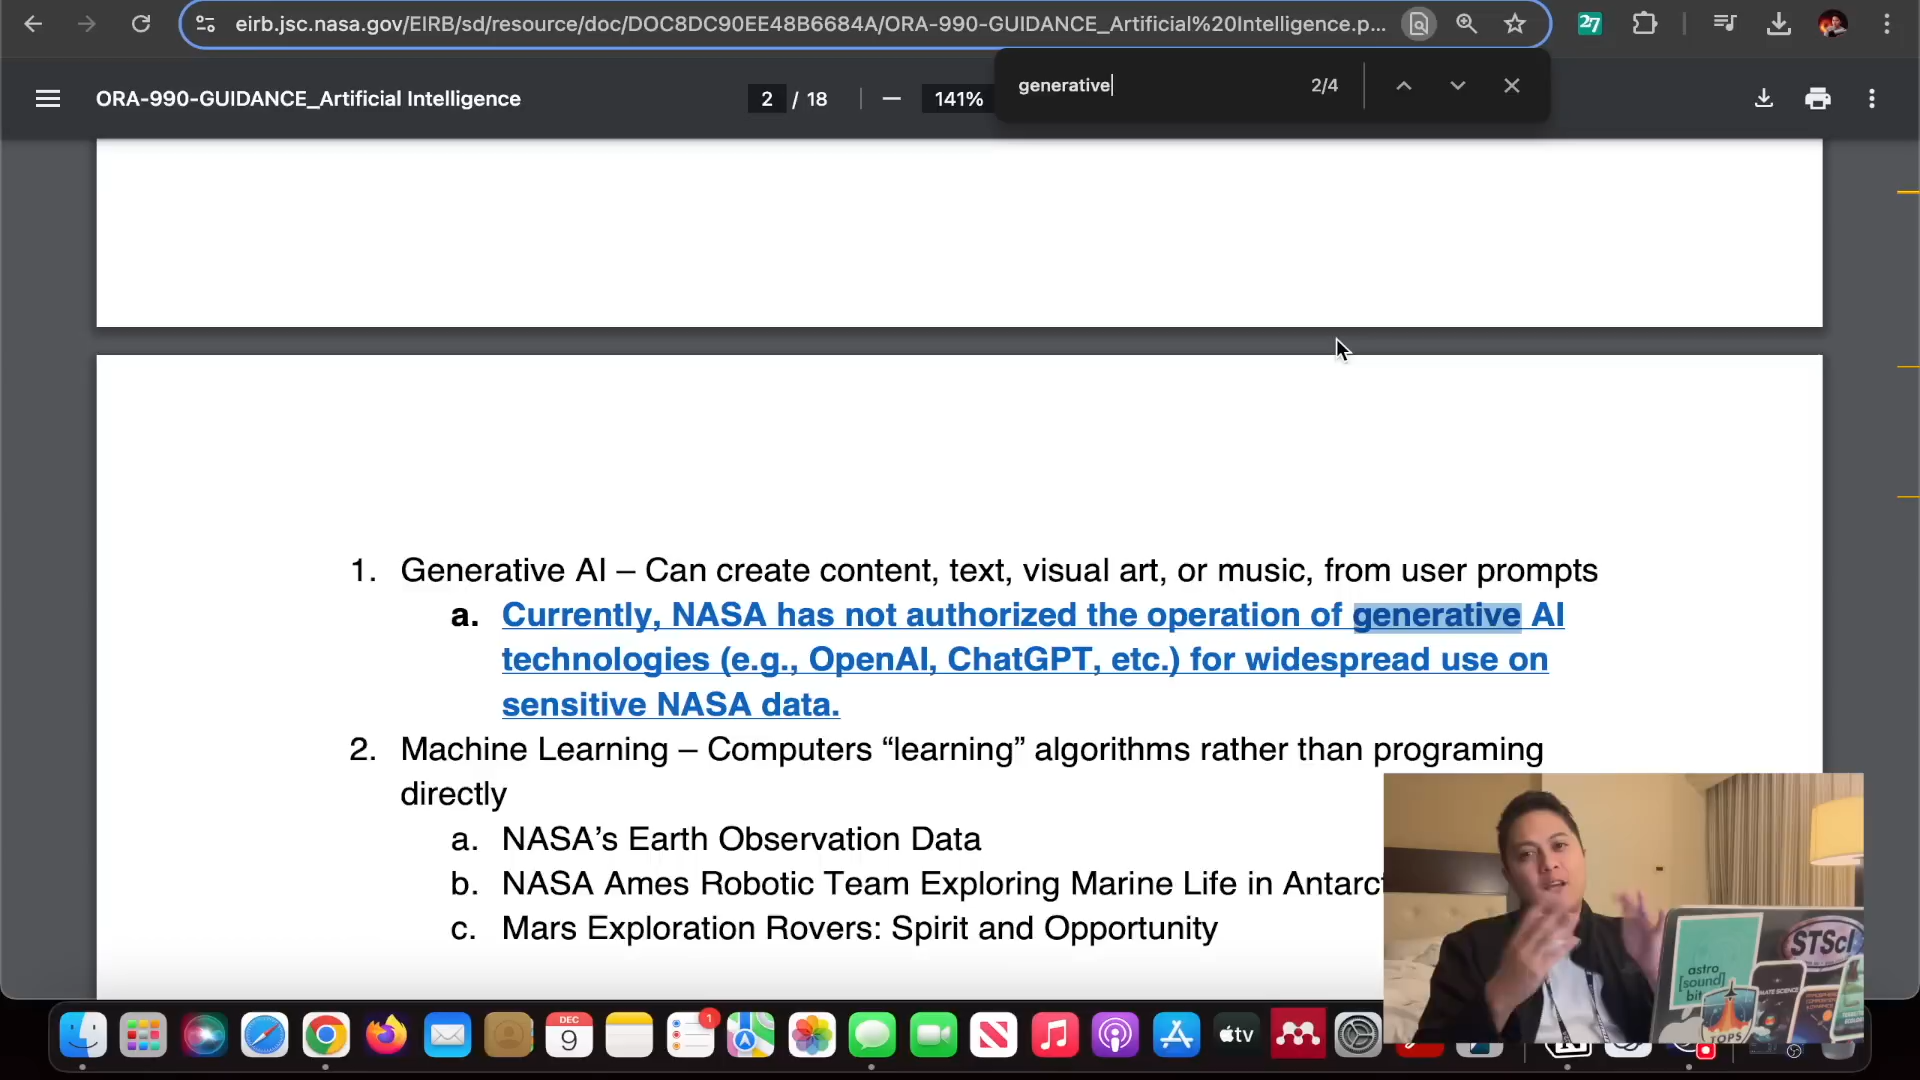 eirb.jsc.nasa.gov/EIRB/sd/resource/doc/DOC8DC90EE48B6684A/ORA-990-GUIDANCE_Artificial%20Intelligence.p...
27
generative
2/4
ORA-990-GUIDANCE_Artificial Intelligence
2 / 18
141%
1. Generative AI – Can create content, text, visual art, or music, from user prompts
a. Currently, NASA has not authorized the operation of generative AI
technologies (e.g., OpenAI, ChatGPT, etc.) for widespread use on
sensitive NASA data.
2. Machine Learning – Computers “learning” algorithms rather than programing
directly
a. NASA’s Earth Observation Data
b. NASA Ames Robotic Team Exploring Marine Life in
c. Mars Exploration Rovers: Spirit and Opportunity
STScI
astro
[sound]
TOPS
DEC
9
1
tv